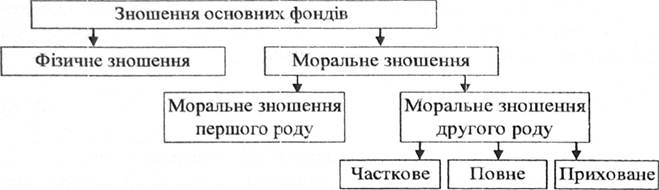 Зношення основних фондів
Фізичне зношення
Моральне зношення
Моральне зношення
першого роду
Моральне зношення
другого роду
Часткове
Повне
Приховане